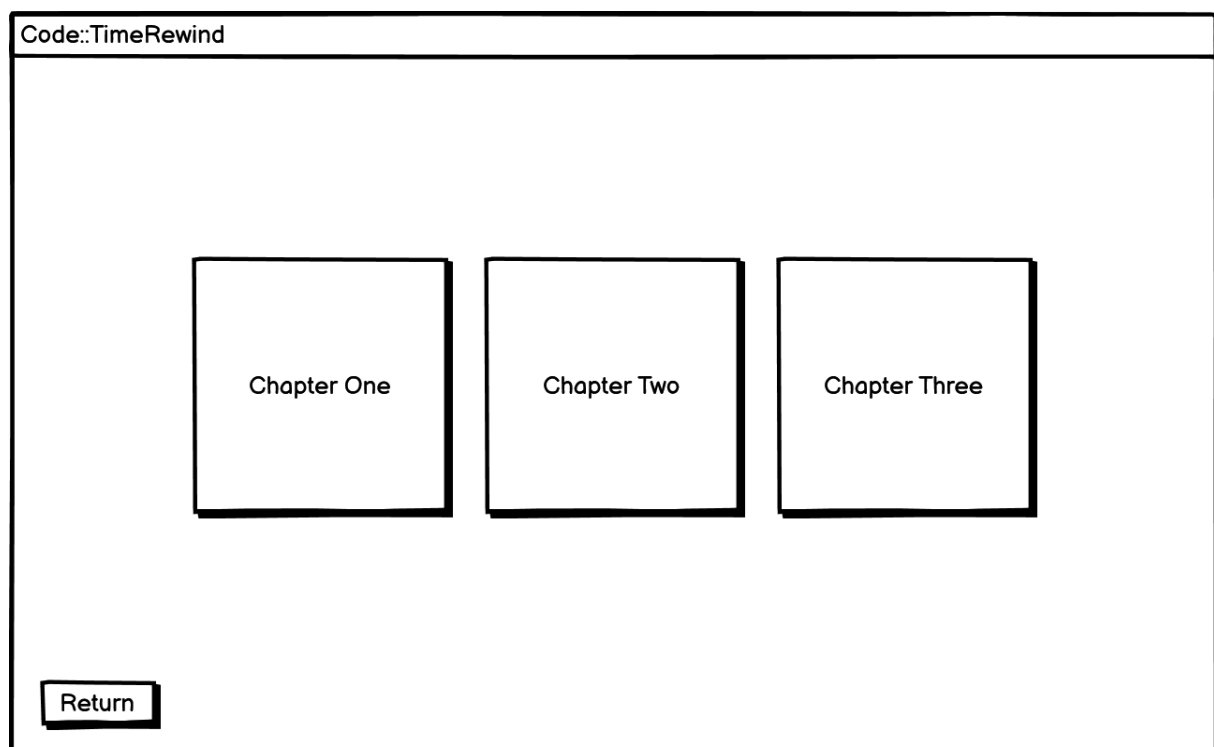 Code::TimeRewind
Chapter One
Chapter Two
Chapter Three
Return